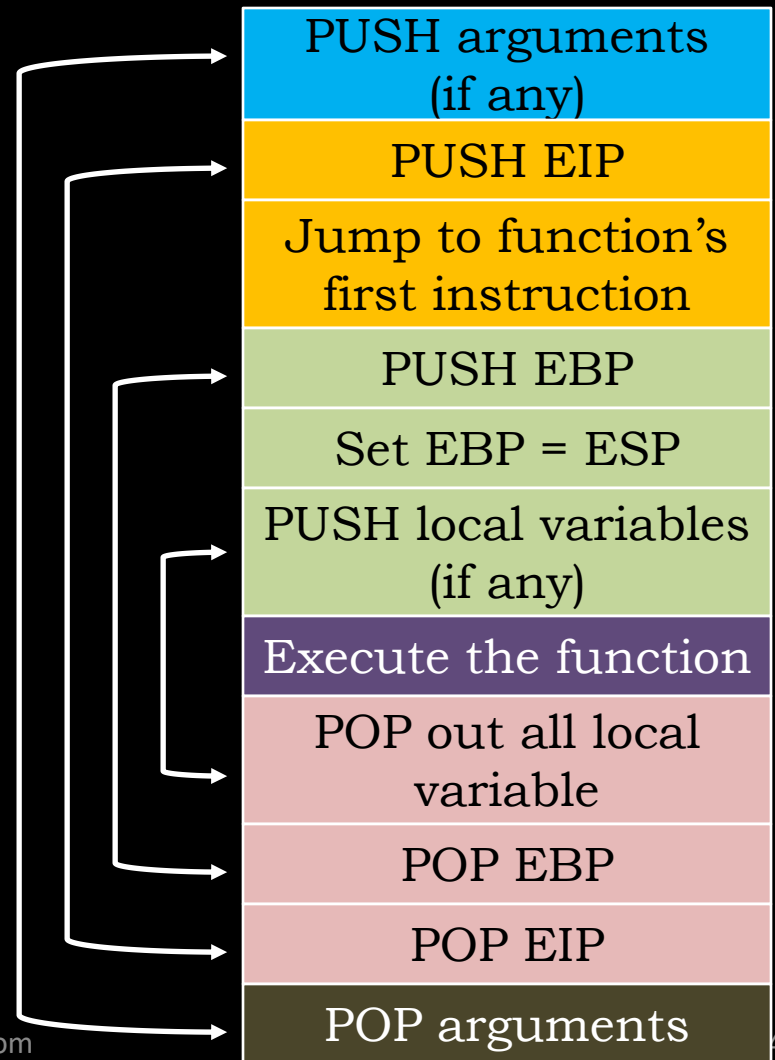 PUSH arguments
(if any)
PUSH EIP
Jump to function’s
first instruction
PUSH EBP
Set EBP = ESP
PUSH local variables
(if any)
Execute the function
POP out all local
variable
POP EBP
POP EIP
POP arguments